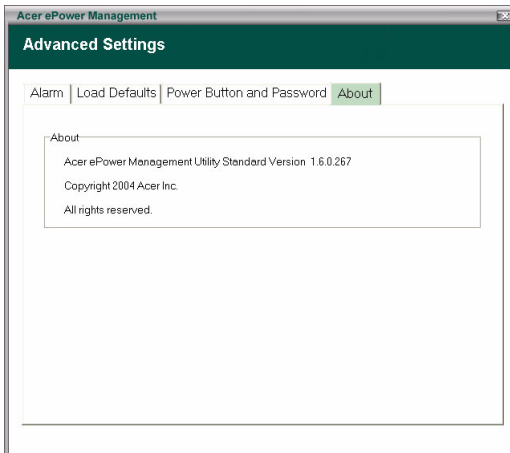 Acer ePower Management
Advanced Settings
Alarm
Load Defaults
Power Button and Password
About
About
Acer ePower Management Utility Standard Version 1.6.0.267
Copyright 2004 Acer Inc.
All rights reserved.